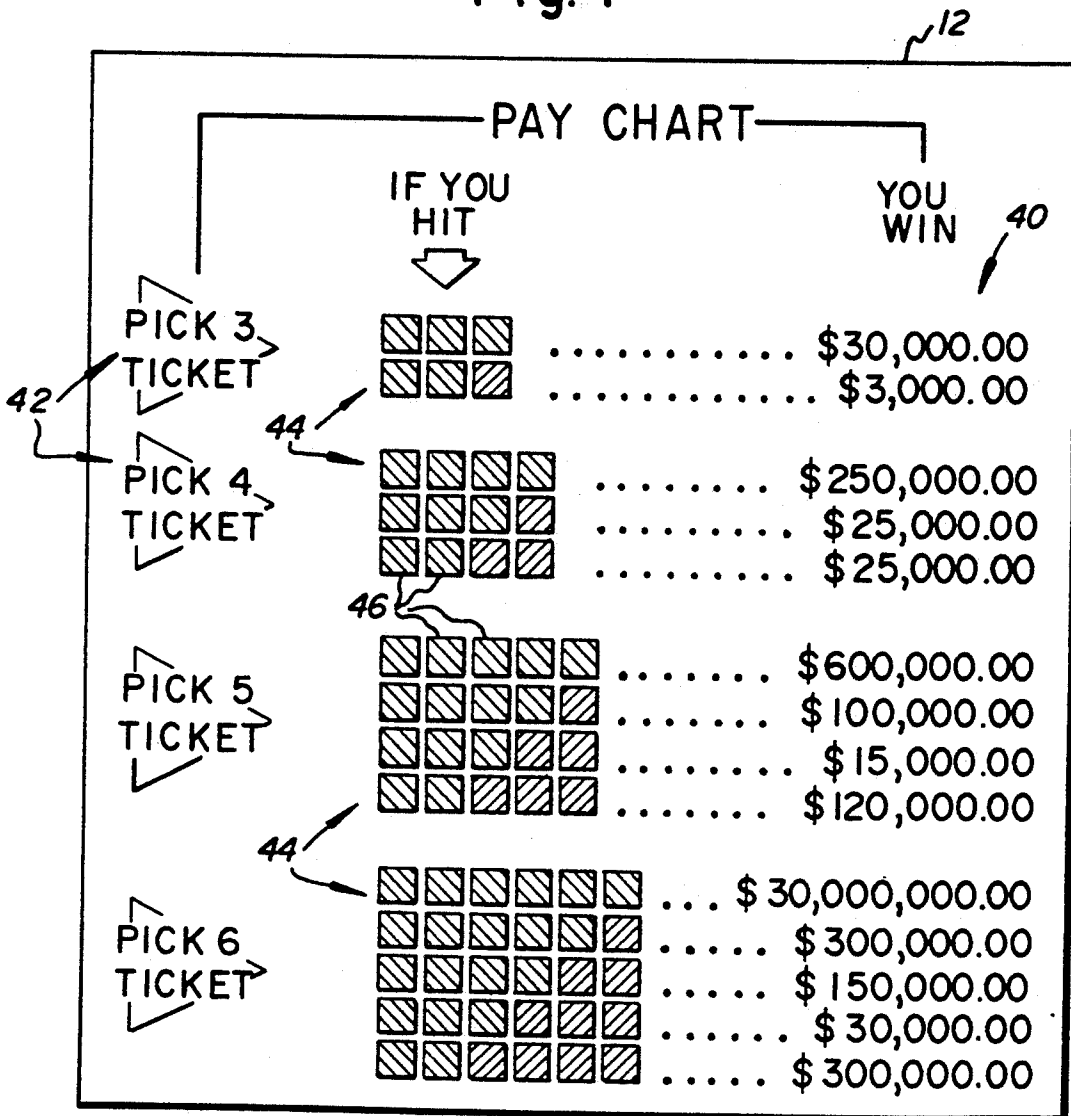 12
PAY CHART
IF YOU
HIT
YOU
WIN
40
PICK 3
TICKET
$30,000.00
$3,000.00
42
44
PICK 4
TICKET
$250,000.00
$25,000.00
$25,000.00
46
PICK 5
TICKET
$600,000.00
$100,000.00
$15,000.00
$120,000.00
44
PICK 6
TICKET
$30,000,000.00
$300,000.00
$150,000.00
$30,000.00
$300,000.00